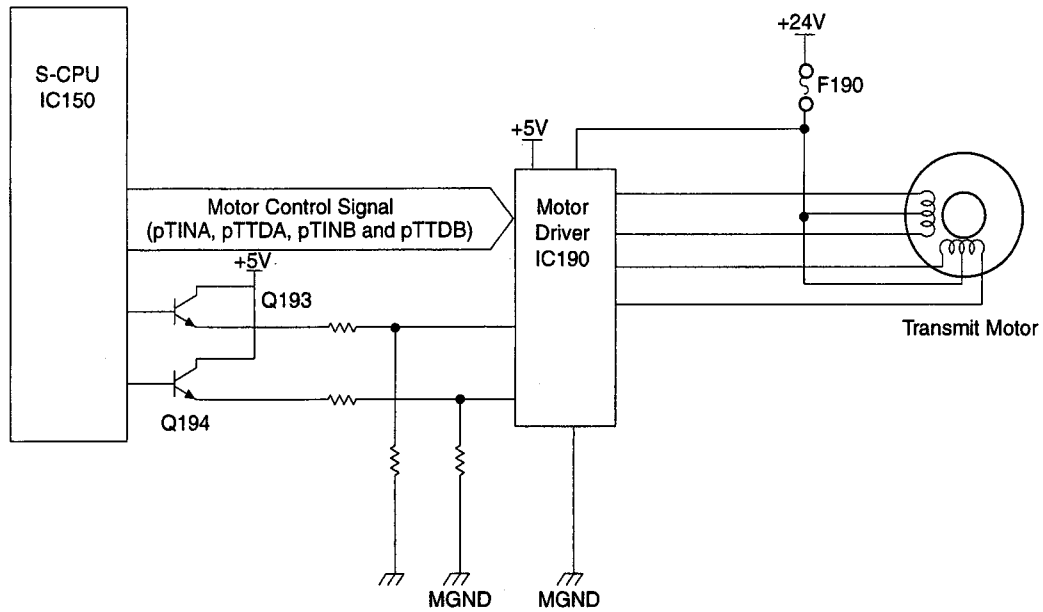 +24V
S-CPU
IC150
F190
+5V
Motor Control Signal
(pTINA, pTTDA, pTINB and pTTDB)
Motor
Driver
IC190
+5V
Q193
Transmit Motor
Q194
MGND
MGND